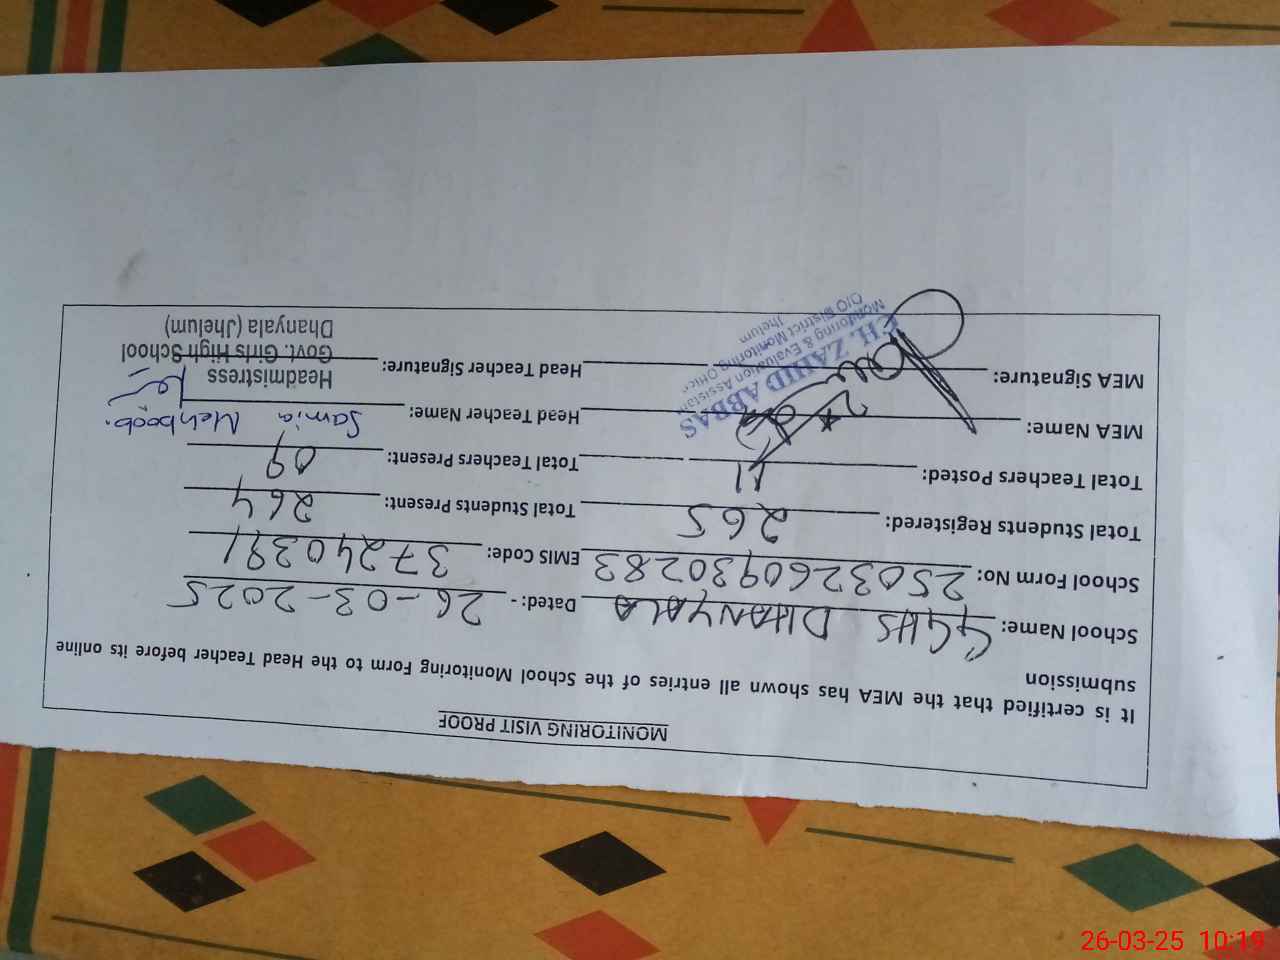 MONITORING VISIT PROOF
It is certified that the MEA has shown all entries of the School Monitoring Form to the Head Teacher before its online
submission
School Name: GGHS DHANYALA Dated: - 26-03-2025
School Form No: 25032609302 83 EMIS Code: 37240391
Total Students Registered: 265 Total Students Present: 264
Total Teachers Posted: 11 Total Teachers Present: 09
MEA Name: Head Teacher Name: Samia Mehboob.
MEA Signature: Head Teacher Signature:
CH. ZAHID ABBAS
Monitoring & Evaluation Assistant
O/O District Monitoring Office
Jhelum
Headmistress
Govt. Girls High School
Dhanyala (Jhelum)
26-03-25 10:19